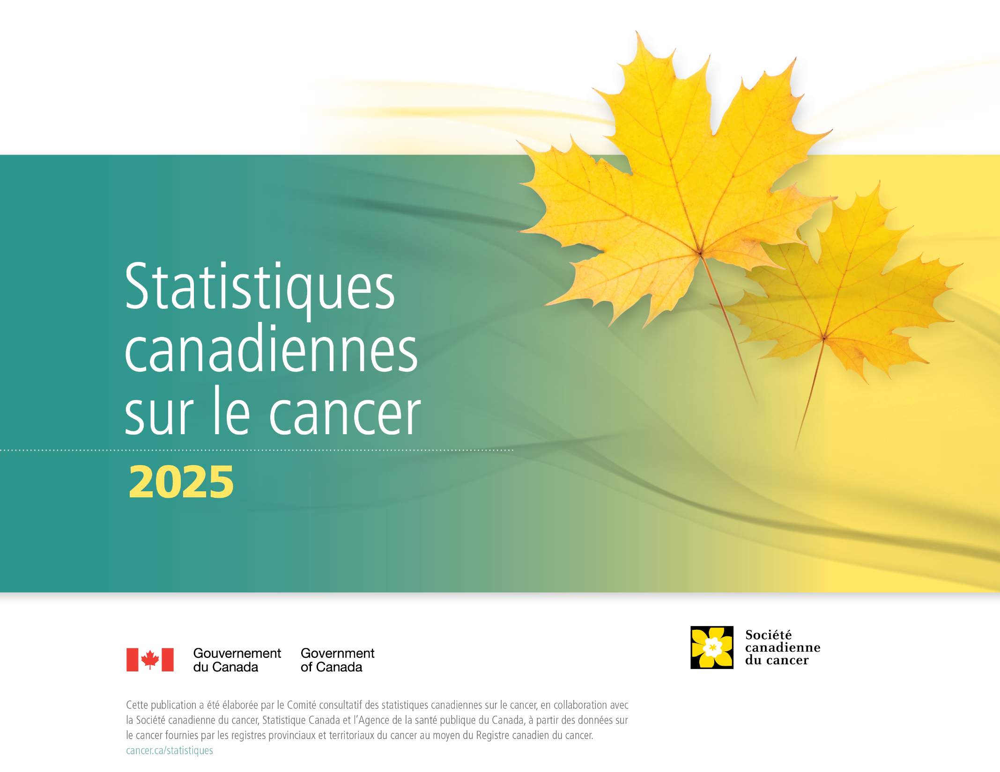 Statistiques
canadiennes
sur le cancer
2025
Gouvernement
du Canada
Government
of Canada
Société
canadienne
du cancer
Cette publication a été élaborée par le Comité consultatif des statistiques canadiennes sur le cancer, en collaboration avec
la Société canadienne du cancer, Statistique Canada et l’Agence de la santé publique du Canada, à partir des données sur
le cancer fournies par les registres provinciaux et territoriaux du cancer au moyen du Registre canadien du cancer.
cancer.ca/statistiques